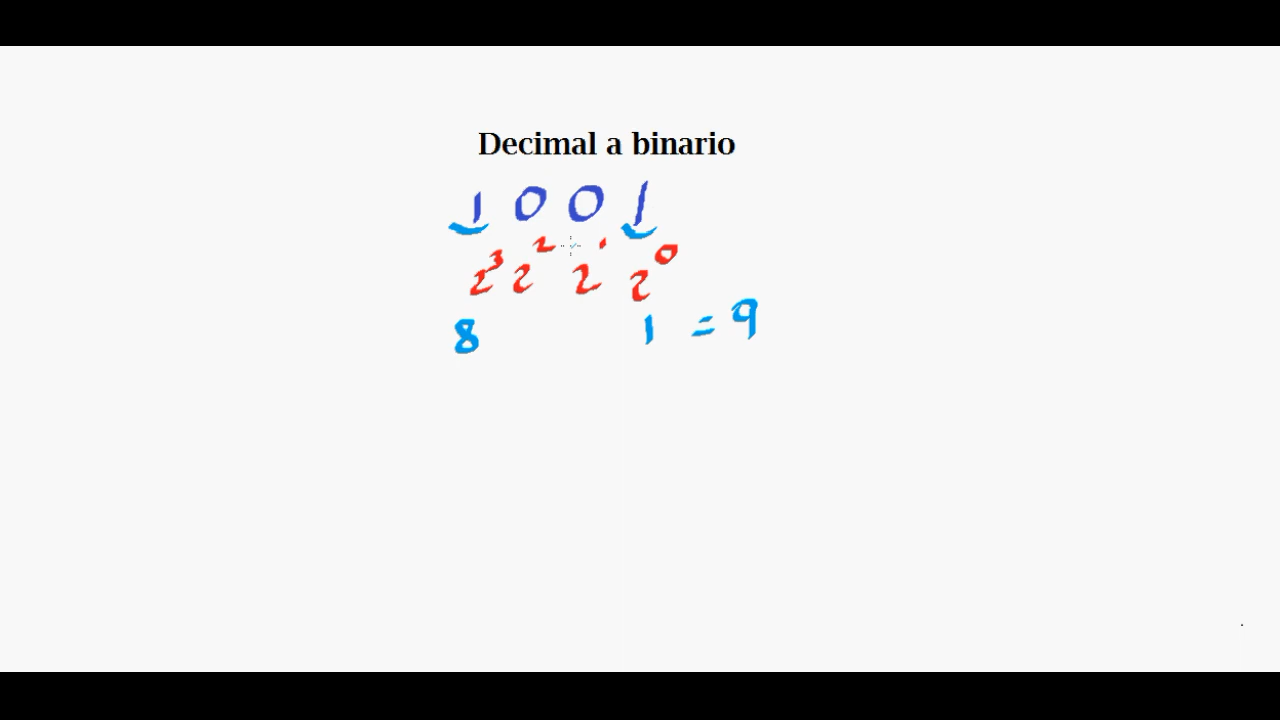 Decimal a binario
1 0 0 1
2³ 2² 2¹ 2⁰
8 1 = 9